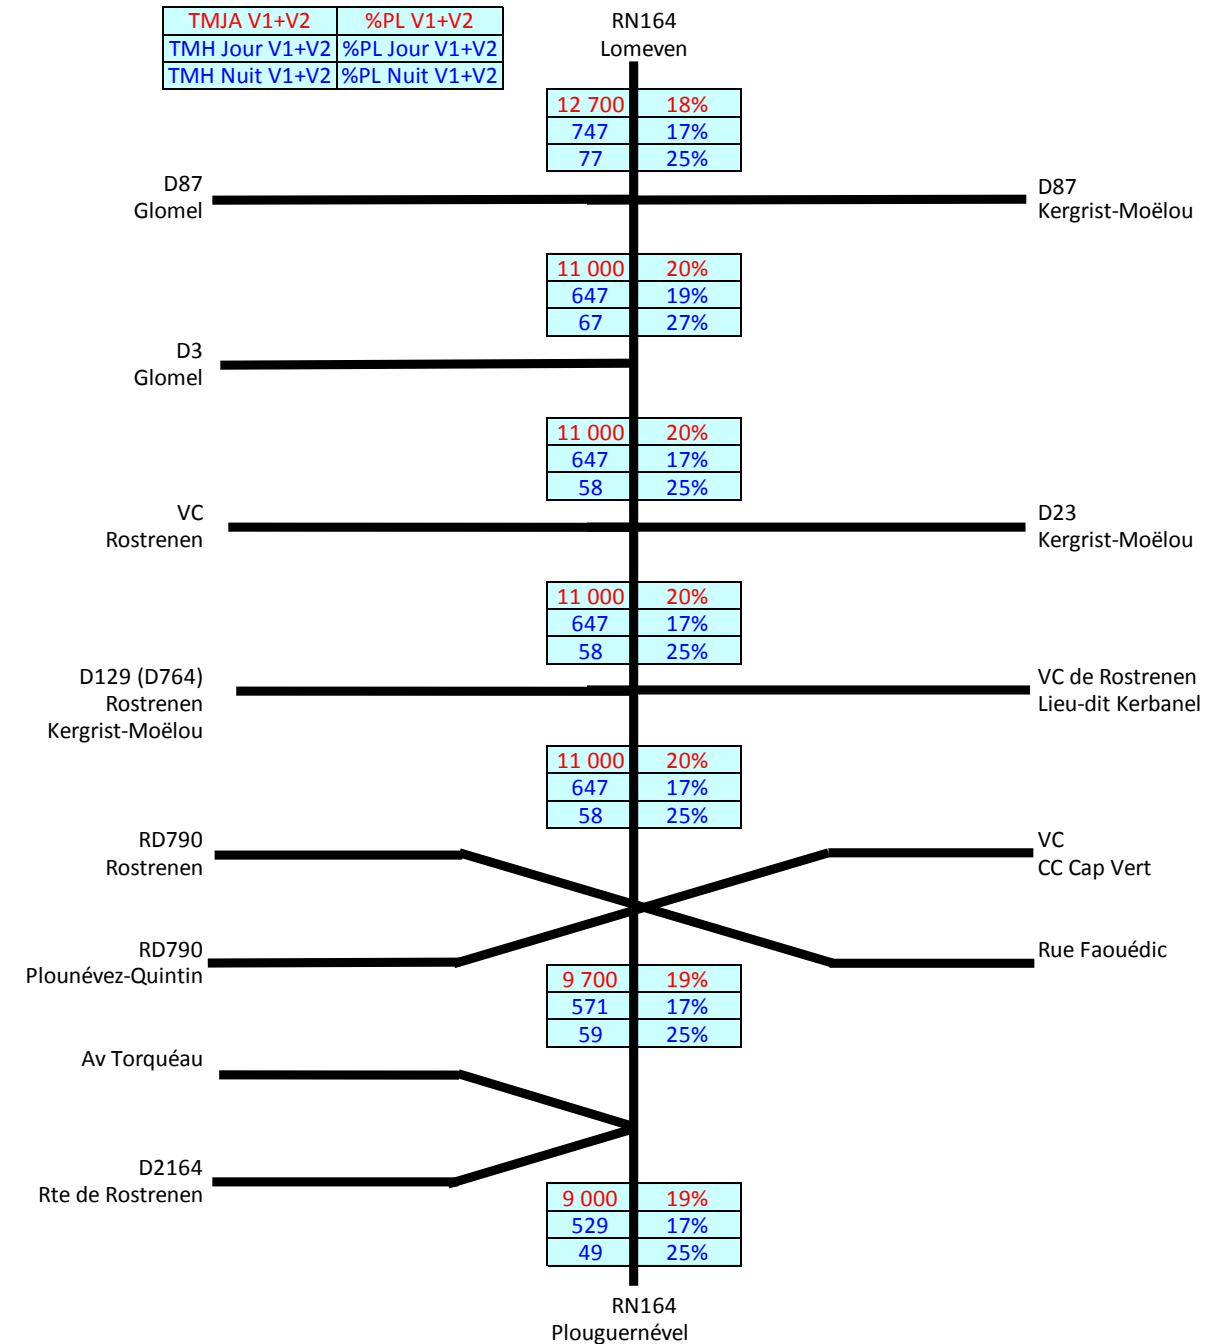 TMJA V1+V2 %PL V1+V2
TMH Jour V1+V2 %PL Jour V1+V2
TMH Nuit V1+V2 %PL Nuit V1+V2
RN164
Lomeven
12 700 18%
747 17%
77 25%
D87
Glomel
D87
Kergrist-Moëlou
11 000 20%
647 19%
67 27%
D3
Glomel
11 000 20%
647 17%
58 25%
VC
Rostrenen
D23
Kergrist-Moëlou
11 000 20%
647 17%
58 25%
D129 (D764)
Rostrenen
Kergrist-Moëlou
VC de Rostrenen
Lieu-dit Kerbanel
11 000 20%
647 17%
58 25%
RD790
Rostrenen
VC
CC Cap Vert
RD790
Plounévez-Quintin
Rue Faouédic
9 700 19%
571 17%
59 25%
Av Torquéau
D2164
Rte de Rostrenen
9 000 19%
529 17%
49 25%
RN164
Plouguernével